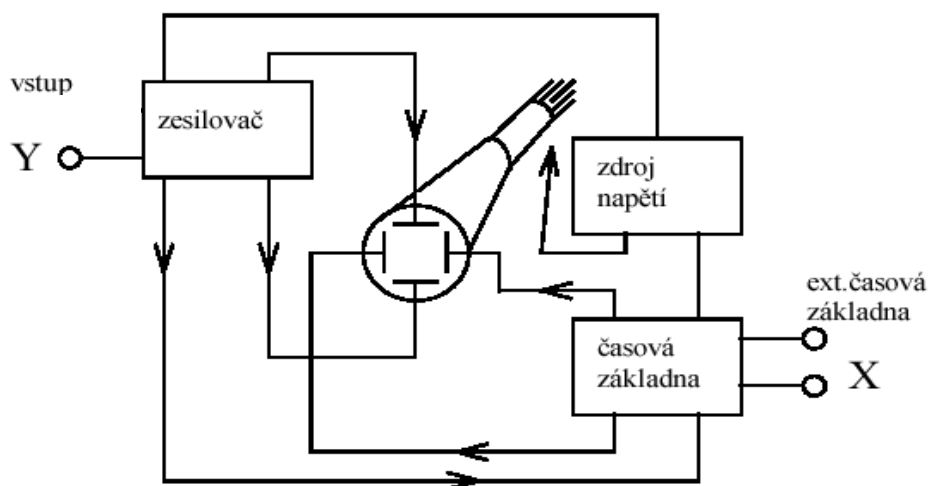 vstup
Y
zesilovač
zdroj
napětí
ext.časová
základna
časová
základna
X